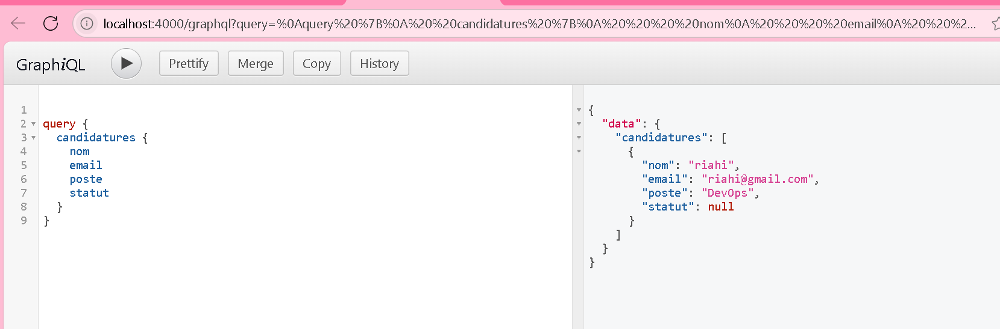 localhost:4000/graphql?query=%0Aquery%20%7B%0A%20%20candidatures%20%7B%0A%20%20%20%20nom%0A%20%20%20%20email%0A%20%20%2...
GraphiQL Prettify Merge Copy History
1
2 query {
3 candidatures {
4 nom
5 email
6 poste
7 statut
8 }
9 }
{
"data": {
"candidatures": [
{
"nom": "riahi",
"email": "riahi@gmail.com",
"poste": "DevOps",
"statut": null
}
]
}
}